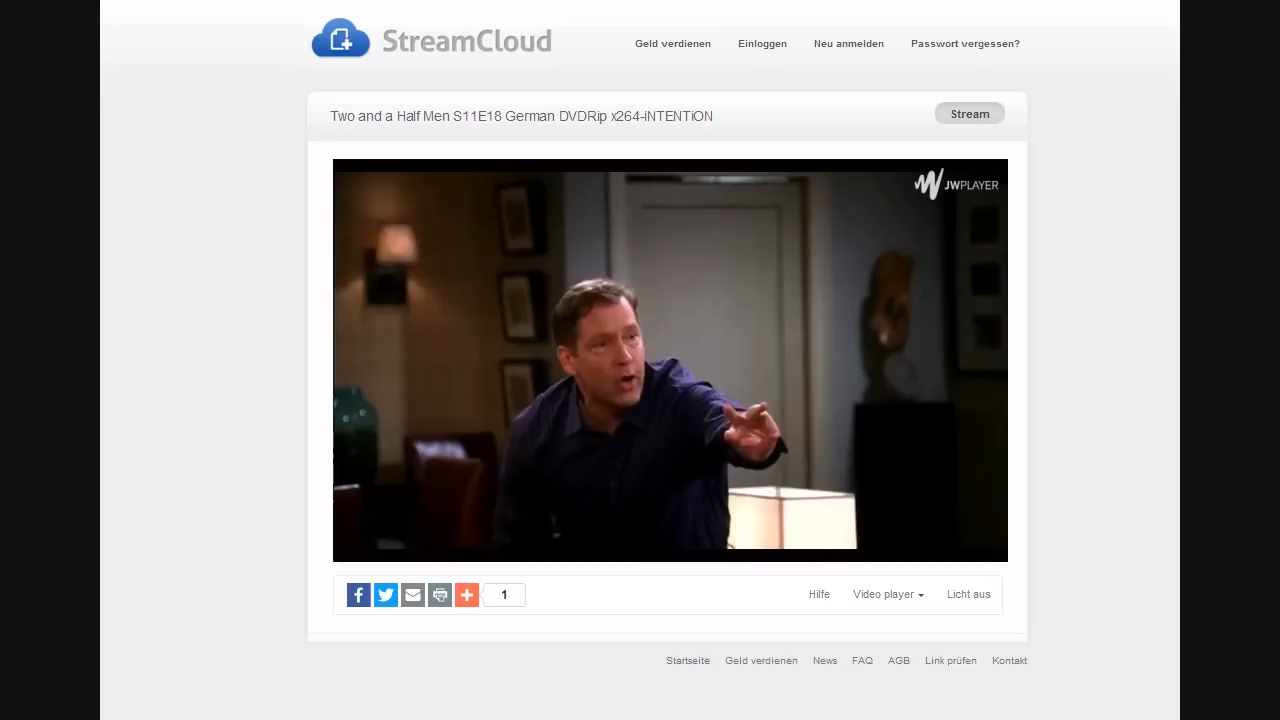 StreamCloud
Geld verdienen Einloggen Neu anmelden Passwort vergessen?
Two and a Half Men S11E18 German DVDRip x264-iNTENTiON
Stream
JWPLAYER
1
Hilfe Video player Licht aus
Startseite Geld verdienen News FAQ AGB Link prüfen Kontakt